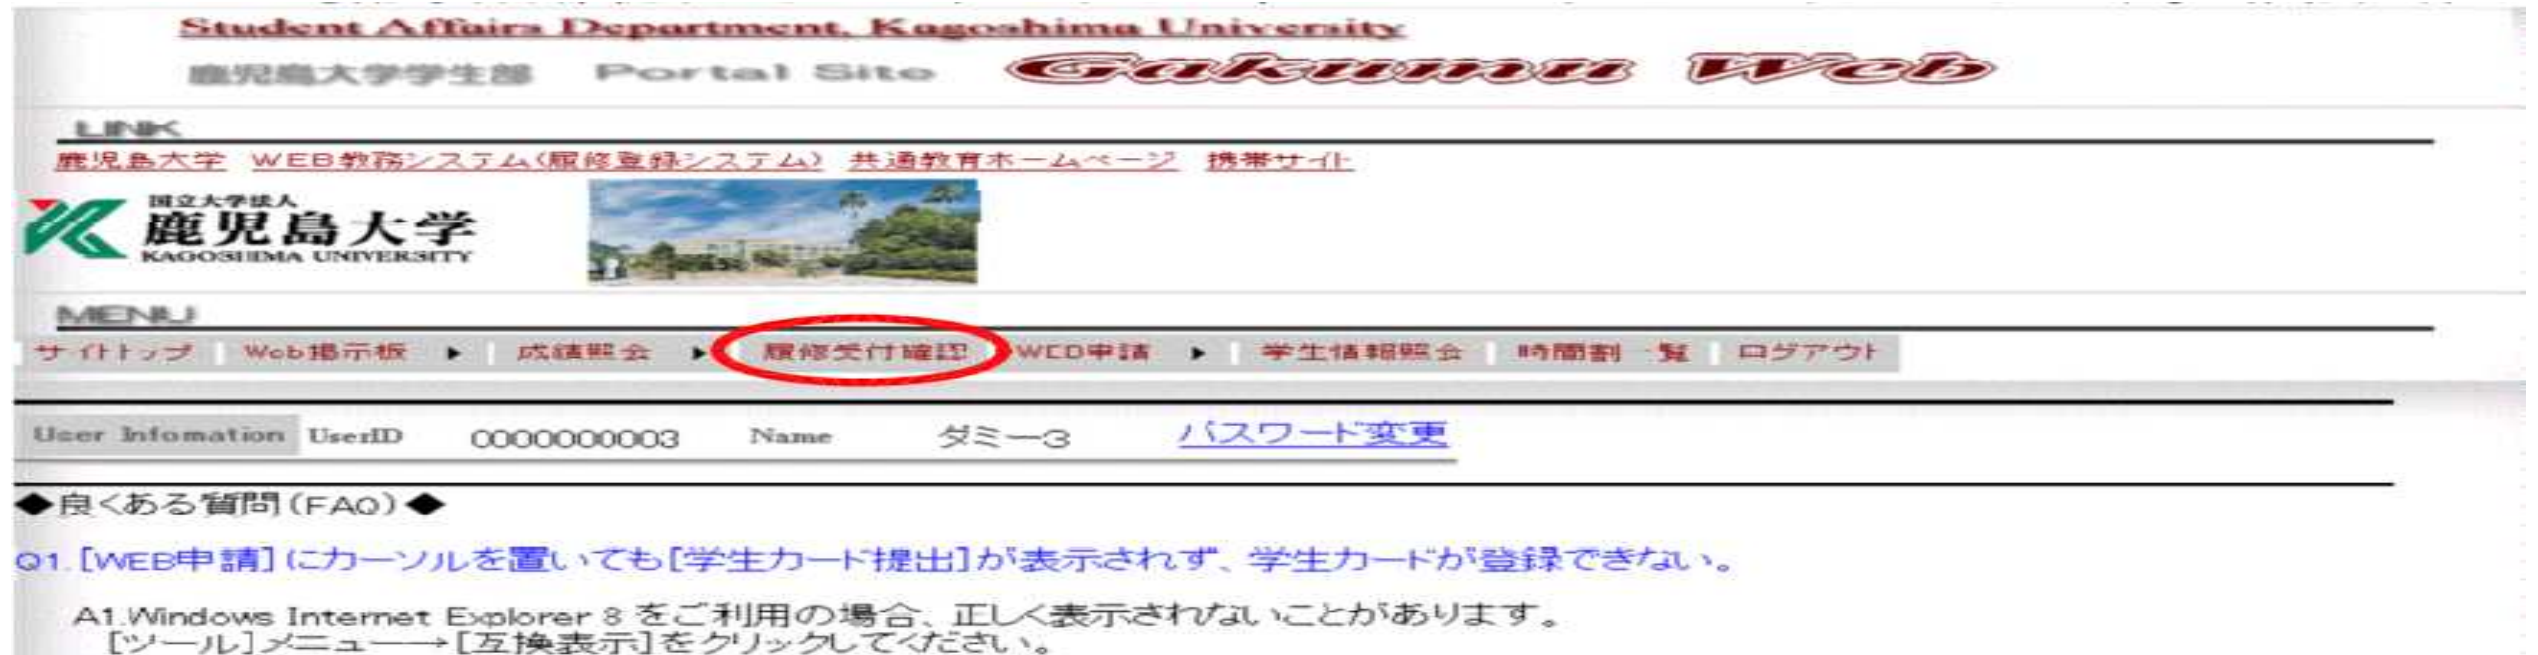 Student Affairs Department, Kagoshima University
鹿児島大学学生部 Portal Site Gakumu Web
LINK
鹿児島大学 WEB教務システム(履修登録システム) 共通教育ホームページ 携帯サイト
国立大学法人
鹿児島大学
KAGOSHIMA UNIVERSITY
MENU
サイトトップ Web掲示板 ▶ 成績照会 ▶ 履修受付確認 WEB申請 ▶ 学生情報照会 時間割一覧 ログアウト
User Infomation UserID 0000000003 Name ダミー3 パスワード変更
◆良くある質問(FAQ)◆
Q1.[WEB申請]にカーソルを置いても[学生カード提出]が表示されず、学生カードが登録できない。
A1.Windows Internet Explorer 8 をご利用の場合、正しく表示されないことがあります。
[ツール]メニュー→[互換表示]をクリックしてください。